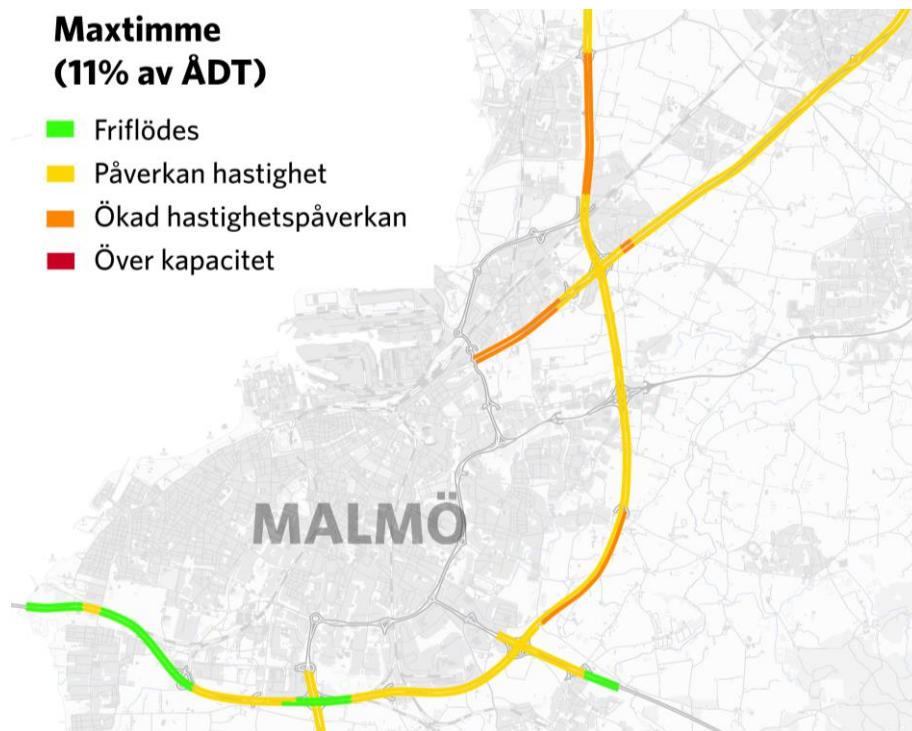 Maxtimme
(11% av ÅDT)
Friflödes
Påverkan hastighet
Ökad hastighetspåverkan
Över kapacitet
MALMÖ